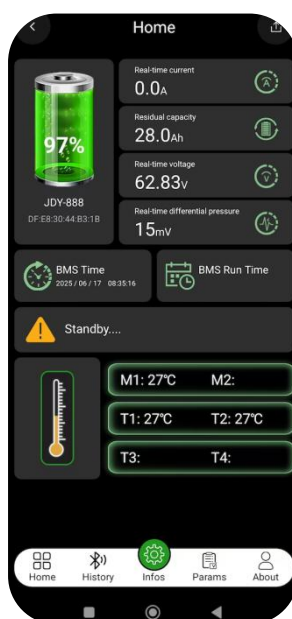 Home
Real-time current
0.0A
Residual capacity
28.0Ah
97%
Real-time voltage
62.83v
JDY-888
DF:E8:30:44:B3:1B
Real-time differential pressure
15mV
BMS Time
2025 / 06 / 17 08:35:16
BMS Run Time
Standby....
M1: 27℃ M2:
T1: 27℃ T2: 27℃
T3: T4:
Home History Infos Params About